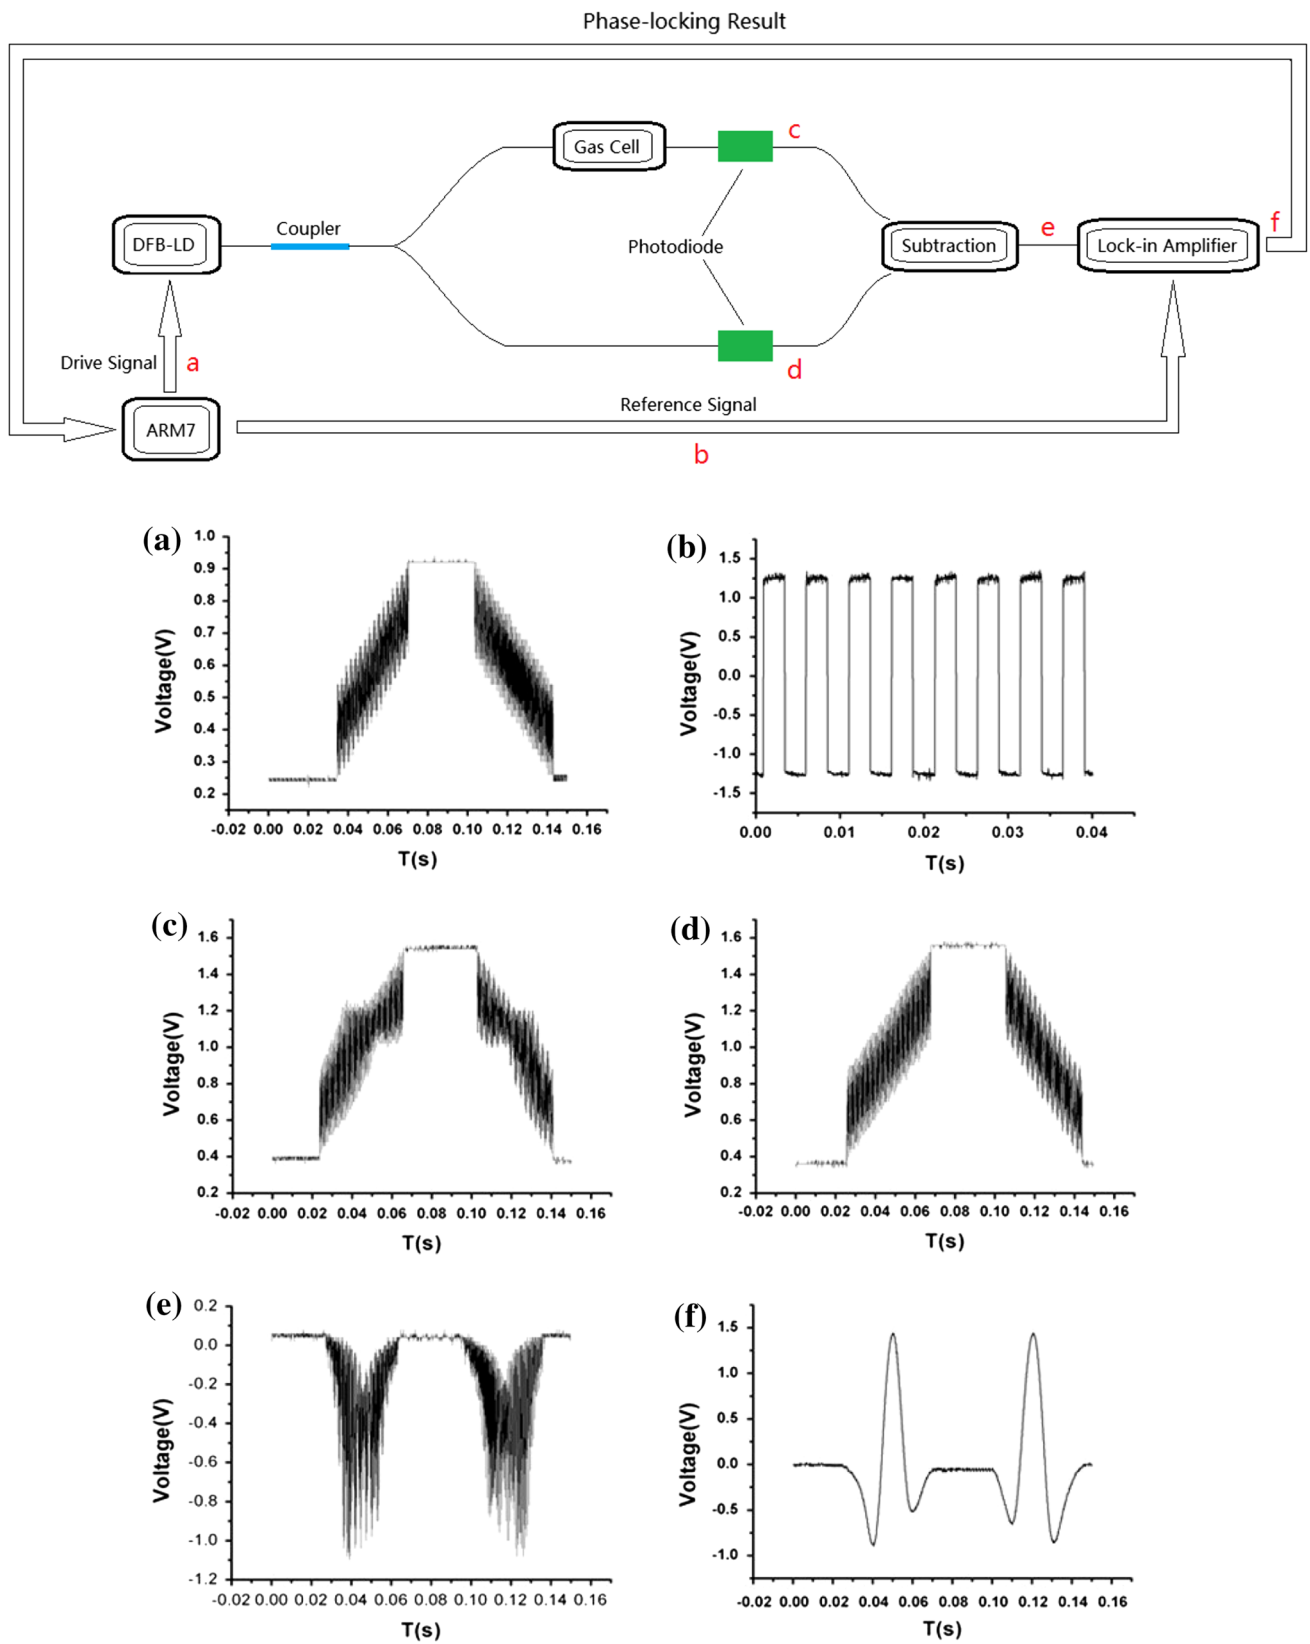 Phase-locking Result
Gas Cell
c
DFB-LD
Coupler
Photodiode
Subtraction
e
Lock-in Amplifier
f
Drive Signal
a
d
ARM7
Reference Signal
b
(a)
1.0
0.9
0.8
0.7
0.6
0.5
0.4
0.3
0.2
Voltage(V)
-0.02 0.00 0.02 0.04 0.06 0.08 0.10 0.12 0.14 0.16
T(s)
(b)
1.5
1.0
0.5
0.0
-0.5
-1.0
-1.5
Voltage(V)
0.00 0.01 0.02 0.03 0.04
T(s)
(c)
1.6
1.4
1.2
1.0
0.8
0.6
0.4
0.2
Voltage(V)
-0.02 0.00 0.02 0.04 0.06 0.08 0.10 0.12 0.14 0.16
T(s)
(d)
1.6
1.4
1.2
1.0
0.8
0.6
0.4
0.2
Voltage(V)
-0.02 0.00 0.02 0.04 0.06 0.08 0.10 0.12 0.14 0.16
T(s)
(e)
0.2
0.0
-0.2
-0.4
-0.6
-0.8
-1.0
-1.2
Voltage(V)
-0.02 0.00 0.02 0.04 0.06 0.08 0.10 0.12 0.14 0.16
T(s)
(f)
1.5
1.0
0.5
0.0
-0.5
-1.0
Voltage(V)
-0.02 0.00 0.02 0.04 0.06 0.08 0.10 0.12 0.14 0.16
T(s)